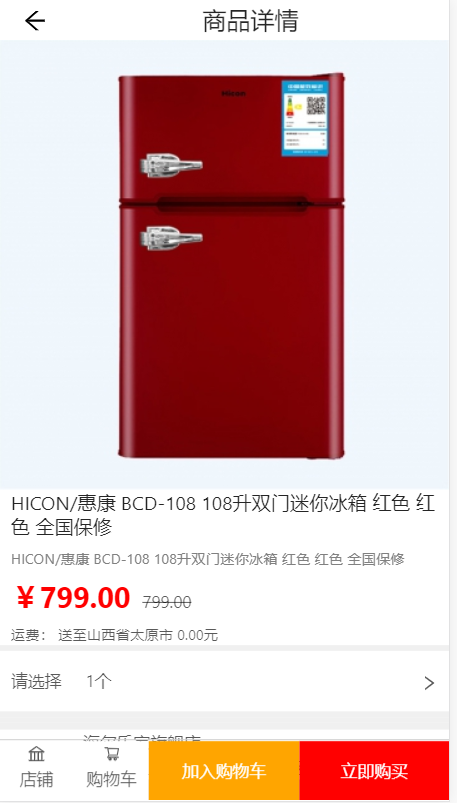 商品详情
Hicon
HICON/惠康 BCD-108 108升双门迷你冰箱 红色 红
色 全国保修
HICON/惠康 BCD-108 108升双门迷你冰箱 红色 红色 全国保修
￥799.00 799.00
运费： 送至山西省太原市 0.00元
请选择 1个
店铺 购物车 加入购物车 立即购买